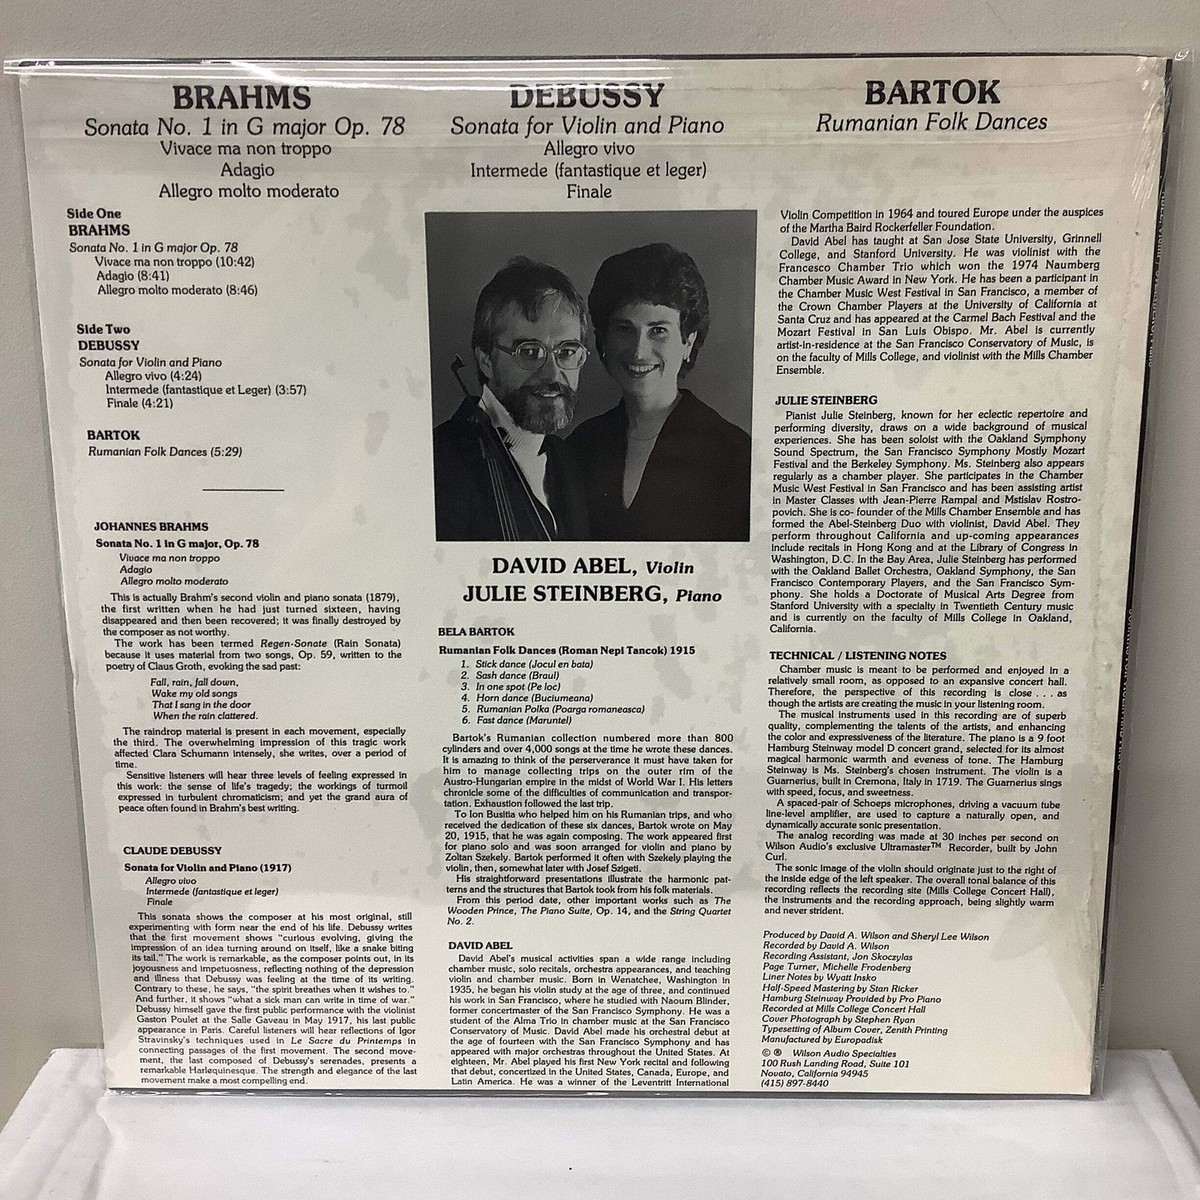 BRAHMS
Sonata No. 1 in G major Op. 78
Vivace ma non troppo
Adagio
Allegro molto moderato
DEBUSSY
Sonata for Violin and Piano
Allegro vivo
Intermede (fantastique et leger)
Finale
BARTOK
Rumanian Folk Dances
Side One
BRAHMS
Sonata No. 1 in G major Op. 78
Vivace ma non troppo (10:42)
Adagio (8:41)
Allegro molto moderato (8:46)
Side Two
DEBUSSY
Sonata for Violin and Piano
Allegro vivo (4:24)
Intermede (fantastique et Leger) (3:57)
Finale (4:21)
BARTOK
Rumanian Folk Dances (5:29)
JOHANNES BRAHMS
Sonata No. 1 in G major, Op. 78
Vivace ma non troppo
Adagio
Allegro molto moderato
This is actually Brahm's second violin and piano sonata (1879),
the first written when he had just turned sixteen, having
disappeared and then been recovered; it was finally destroyed by
the composer as not worthy.
The work has been termed Regen-Sonate (Rain Sonata)
because it uses material from two songs, Op. 59, written to the
poetry of Claus Groth, evoking the sad past:
Fall, rain, fall down,
Wake my old songs
That I sang in the door
When the rain clattered.
The raindrop material is present in each movement, especially
the third. The overwhelming impression of this tragic work
affected Clara Schumann intensely, she writes, over a period of
time.
Sensitive listeners will hear three levels of feeling expressed in
this work: the sense of life's tragedy; the workings of turmoil
expressed in turbulent chromaticism; and yet the grand aura of
peace often found in Brahm's best writing.
CLAUDE DEBUSSY
Sonata for Violin and Piano (1917)
Allegro vivo
Intermede (fantastique et leger)
Finale
This sonata shows the composer at his most original, still
experimenting with form near the end of his life. Debussy writes
that the first movement shows "curious evolving, giving the
impression of an idea turning around on itself, like a snake biting
its tail." The work is remarkable, as the composer points out, in its
joyousness and impetuosness, reflecting nothing of the depression
and illness that Debussy was feeling at the time of its writing.
Contrary to these, he says, "the spirit breathes when it wishes to."
And further, it shows "what a sick man can write in time of war."
Debussy himself gave the first public performance with the violinist
Gaston Poulet at the Salle Gaveau in May 1917, his last public
appearance in Paris. Careful listeners will hear reflections of Igor
Stravinsky's techniques used in Le Sacre du Printemps in
connecting passages of the first movement. The second move-
ment, the last composed of Debussy's serenades, presents a
remarkable Harlequinesque. The strength and elegance of the last
movement make a most compelling end.
DAVID ABEL, Violin
JULIE STEINBERG, Piano
BELA BARTOK
Rumanian Folk Dances (Roman Nepi Tancok) 1915
1. Stick dance (Jocul en bata)
2. Sash dance (Braul)
3. In one spot (Pe loc)
4. Horn dance (Buciumeana)
5. Rumanian Polka (Poarga romaneasca)
6. Fast dance (Maruntel)
Bartok's Rumanian collection numbered more than 800
cylinders and over 4,000 songs at the time he wrote these dances.
It is amazing to think of the perserverance it must have taken for
him to manage collecting trips on the outer rim of the
Austro-Hungarian empire in the midst of World War I. His letters
chronicle some of the difficulties of communication and transpor-
tation. Exhaustion followed the last trip.
To Ion Busitia who helped him on his Rumanian trips, and who
received the dedication of these six dances, Bartok wrote on May
20, 1915, that he was again composing. The work appeared first
for piano solo and was soon arranged for violin and piano by
Zoltan Szekely. Bartok performed it often with Szekely playing the
violin, then, somewhat later with Josef Szigeti.
His straightforward presentations illustrate the harmonic pat-
terns and the structures that Bartok took from his folk materials.
From this period date, other important works such as The
Wooden Prince, The Piano Suite, Op. 14, and the String Quartet
No. 2.
DAVID ABEL
David Abel's musical activities span a wide range including
chamber music, solo recitals, orchestra appearances, and teaching
violin and chamber music. Born in Wenatchee, Washington in
1935, he began his violin study at the age of three, and continued
his work in San Francisco, where he studied with Naoum Blinder,
former concertmaster of the San Francisco Symphony. He was a
student of the Alma Trio in chamber music at the San Francisco
Conservatory of Music. David Abel made his orchestral debut at
the age of fourteen with the San Francisco Symphony and has
appeared with major orchestras throughout the United States. At
eighteen, Mr. Abel played his first New York recital and following
that debut, concertized in the United States, Canada, Europe, and
Latin America. He was a winner of the Leventritt International
Violin Competition in 1964 and toured Europe under the auspices
of the Martha Baird Rockerfeller Foundation.
David Abel has taught at San Jose State University, Grinnell
College, and Stanford University. He was violinist with the
Francesco Chamber Trio which won the 1974 Naumberg
Chamber Music Award in New York. He has been a participant in
the Chamber Music West Festival in San Francisco, a member of
the Crown Chamber Players at the University of California at
Santa Cruz and has appeared at the Carmel Bach Festival and the
Mozart Festival in San Luis Obispo. Mr. Abel is currently
artist-in-residence at the San Francisco Conservatory of Music, is
on the faculty of Mills College, and violinist with the Mills Chamber
Ensemble.
JULIE STEINBERG
Pianist Julie Steinberg, known for her eclectic repertoire and
performing diversity, draws on a wide background of musical
experiences. She has been soloist with the Oakland Symphony
Sound Spectrum, the San Francisco Symphony Mostly Mozart
Festival and the Berkeley Symphony. Ms. Steinberg also appears
regularly as a chamber player. She participates in the Chamber
Music West Festival in San Francisco and has been assisting artist
in Master Classes with Jean-Pierre Rampal and Mstislav Rostro-
povich. She is co- founder of the Mills Chamber Ensemble and has
formed the Abel-Steinberg Duo with violinist, David Abel. They
perform throughout California and up-coming appearances
include recitals in Hong Kong and at the Library of Congress in
Washington, D.C. In the Bay Area, Julie Steinberg has performed
with the Oakland Ballet Orchestra, Oakland Symphony, the San
Francisco Contemporary Players, and the San Francisco Sym-
phony. She holds a Doctorate of Musical Arts Degree from
Stanford University with a specialty in Twentieth Century music
and is currently on the faculty of Mills College in Oakland,
California.
TECHNICAL / LISTENING NOTES
Chamber music is meant to be performed and enjoyed in a
relatively small room, as opposed to an expansive concert hall.
Therefore, the perspective of this recording is close . . . as
though the artists are creating the music in your listening room.
The musical instruments used in this recording are of superb
quality, complementing the talents of the artists, and enhancing
the color and expressiveness of the literature. The piano is a 9 foot
Hamburg Steinway model D concert grand, selected for its almost
magical harmonic warmth and eveness of tone. The Hamburg
Steinway is Ms. Steinberg's chosen instrument. The violin is a
Guarnerius, built in Cremona, Italy in 1719. The Guarnerius sings
with speed, focus, and sweetness.
A spaced-pair of Schoeps microphones, driving a vacuum tube
line-level amplifier, are used to capture a naturally open, and
dynamically accurate sonic presentation.
The analog recording was made at 30 inches per second on
Wilson Audio's exclusive Ultramaster™ Recorder, built by John
Curl.
The sonic image of the violin should originate just to the right of
the inside edge of the left speaker. The overall tonal balance of this
recording reflects the recording site (Mills College Concert Hall),
the instruments and the recording approach, being slightly warm
and never strident.
Produced by David A. Wilson and Sheryl Lee Wilson
Recorded by David A. Wilson
Recording Assistant, Jon Skoczylas
Page Turner, Michelle Frodenberg
Liner Notes by Wyatt Insko
Half-Speed Mastering by Stan Ricker
Hamburg Steinway Provided by Pro Piano
Recorded at Mills College Concert Hall
Cover Photograph by Stephen Ryan
Typesetting of Album Cover, Zenith Printing
Manufactured by Europadisk
© ® Wilson Audio Specialties
100 Rush Landing Road, Suite 101
Novato, California 94945
(415) 897-8440